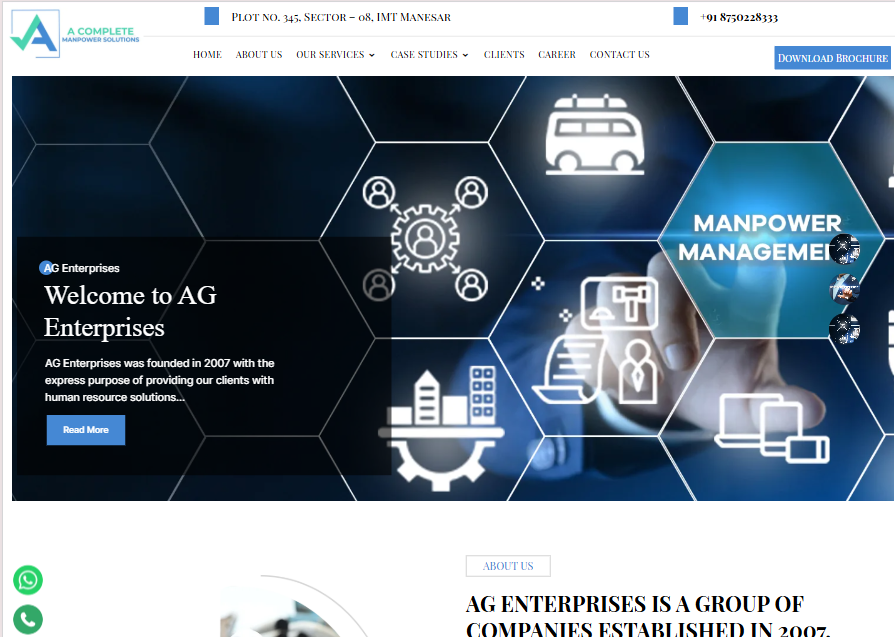 A COMPLETE
MANPOWER SOLUTIONS
Plot no. 345, Sector – 08, IMT Manesar
+91 8750228333
HOME ABOUT US OUR SERVICES CASE STUDIES CLIENTS CAREER CONTACT US
Download Brochure
MANPOWER
MANAGEMEN
AG Enterprises
Welcome to AG
Enterprises
AG Enterprises was founded in 2007 with the
express purpose of providing our clients with
human resource solutions...
Read More
ABOUT US
AG ENTERPRISES IS A GROUP OF
COMPANIES ESTABLISHED IN 2007,